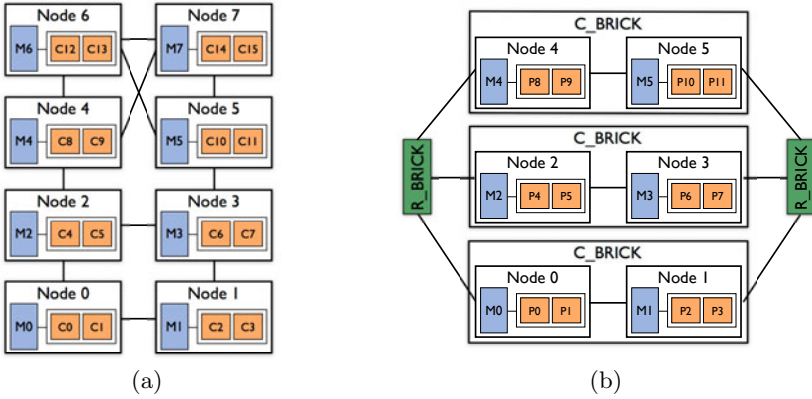 Node 6
M6 C12 C13
Node 7
M7 C14 C15
Node 4
M4 C8 C9
Node 5
M5 C10 C11
Node 2
M2 C4 C5
Node 3
M3 C6 C7
Node 0
M0 C0 C1
Node 1
M1 C2 C3
(a)
R_BRICK
C_BRICK
Node 4
M4 P8 P9
Node 5
M5 P10 P11
C_BRICK
Node 2
M2 P4 P5
Node 3
M3 P6 P7
C_BRICK
Node 0
M0 P0 P1
Node 1
M1 P2 P3
R_BRICK
(b)